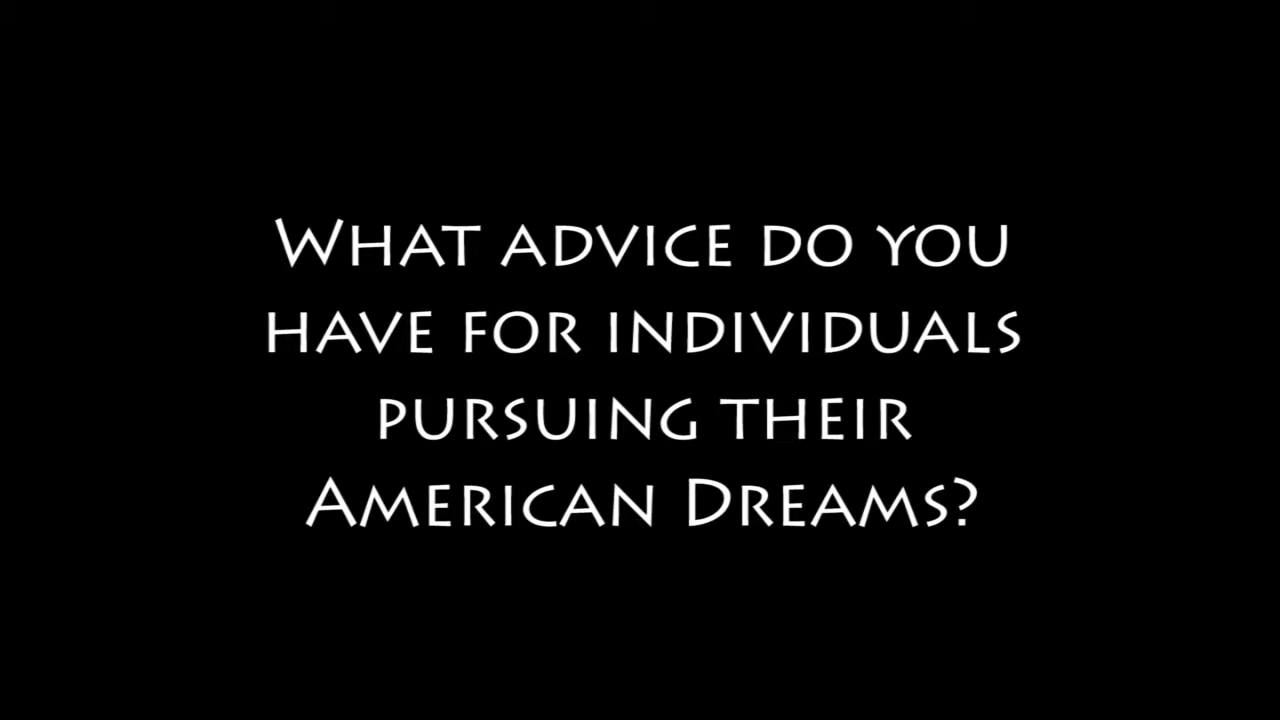 What advice do you
have for individuals
pursuing their
American Dreams?